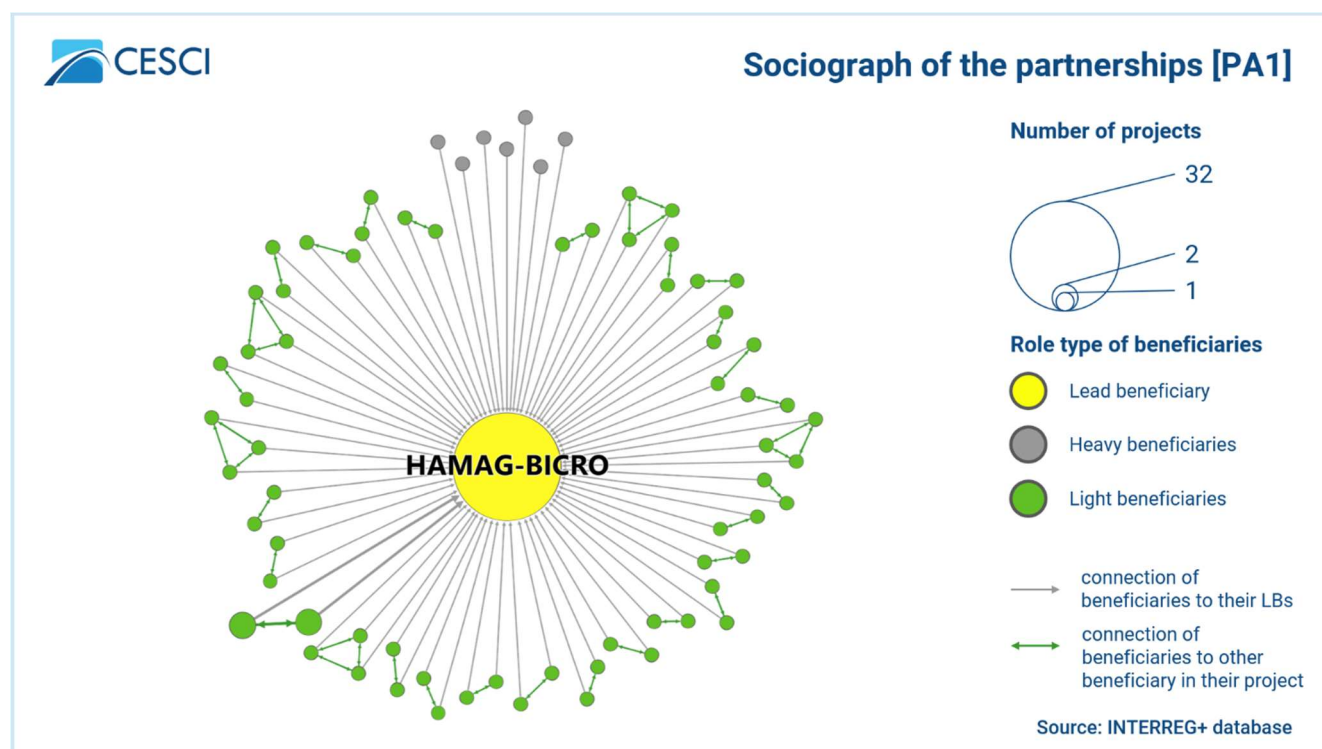 CESCI
Sociograph of the partnerships [PA1]
Number of projects
32
2
1
Role type of beneficiaries
Lead beneficiary
Heavy beneficiaries
Light beneficiaries
HAMAG-BICRO
connection of
beneficiaries to their LBs
connection of
beneficiaries to other
beneficiary in their project
Source: INTERREG+ database